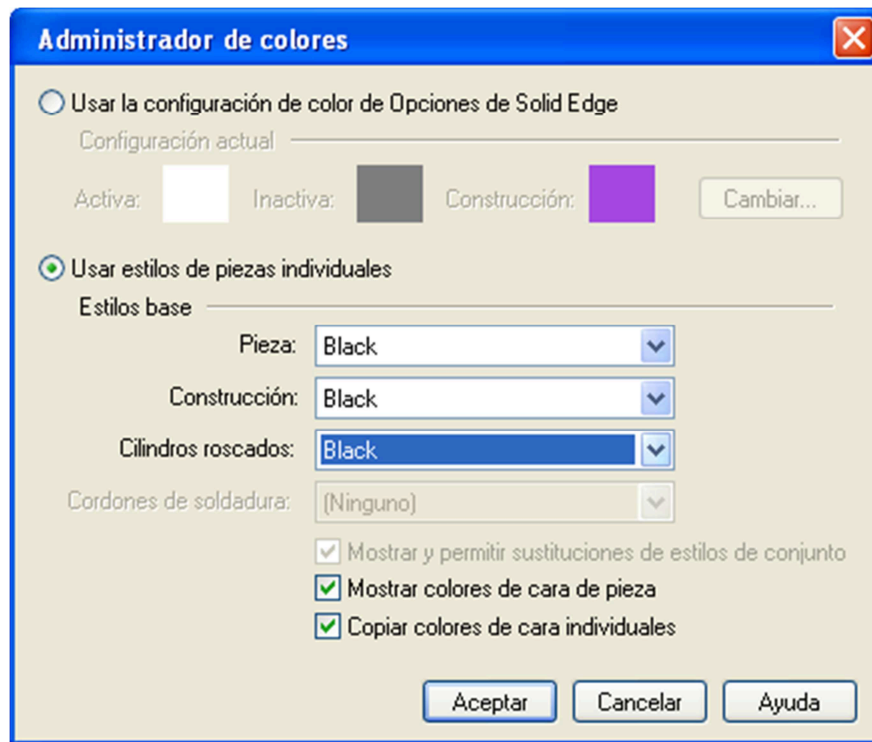 Administrador de colores
Usar la configuración de color de Opciones de Solid Edge
Configuración actual
Activa: Inactiva: Construcción: Cambiar...
Usar estilos de piezas individuales
Estilos base
Pieza: Black
Construcción: Black
Cilindros roscados: Black
Cordones de soldadura: (Ninguno)
Mostrar y permitir sustituciones de estilos de conjunto
Mostrar colores de cara de pieza
Copiar colores de cara individuales
Aceptar Cancelar Ayuda